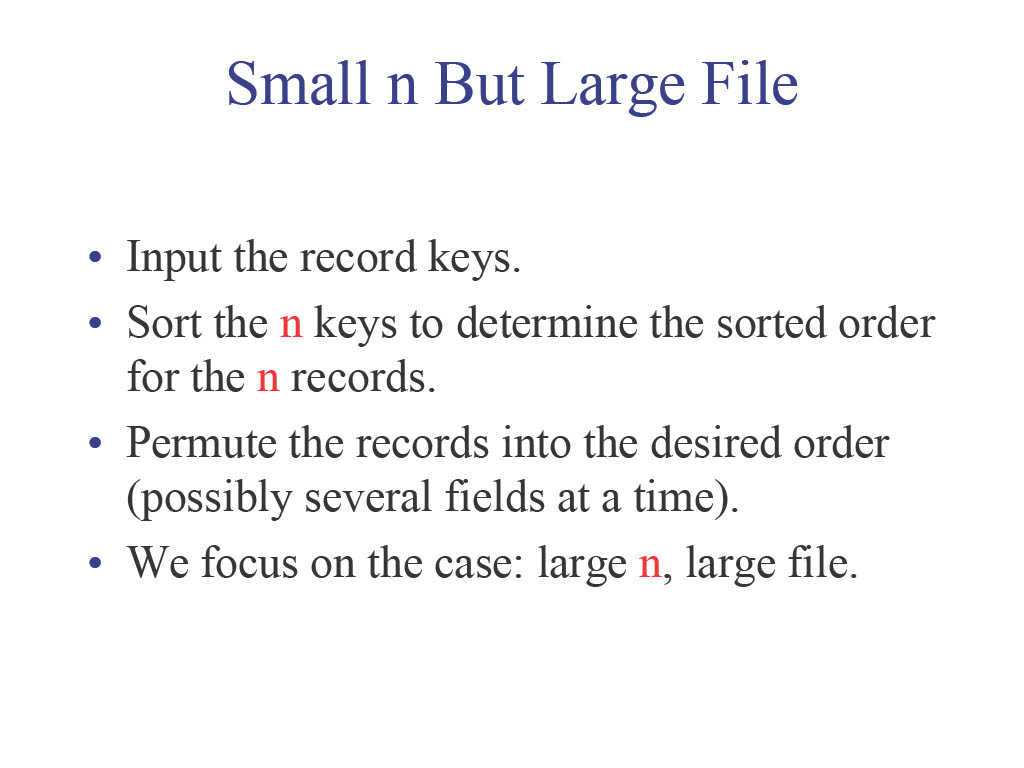 Small n But Large File
• Input the record keys.
• Sort the n keys to determine the sorted order
for the n records.
• Permute the records into the desired order
(possibly several fields at a time).
• We focus on the case: large n, large file.